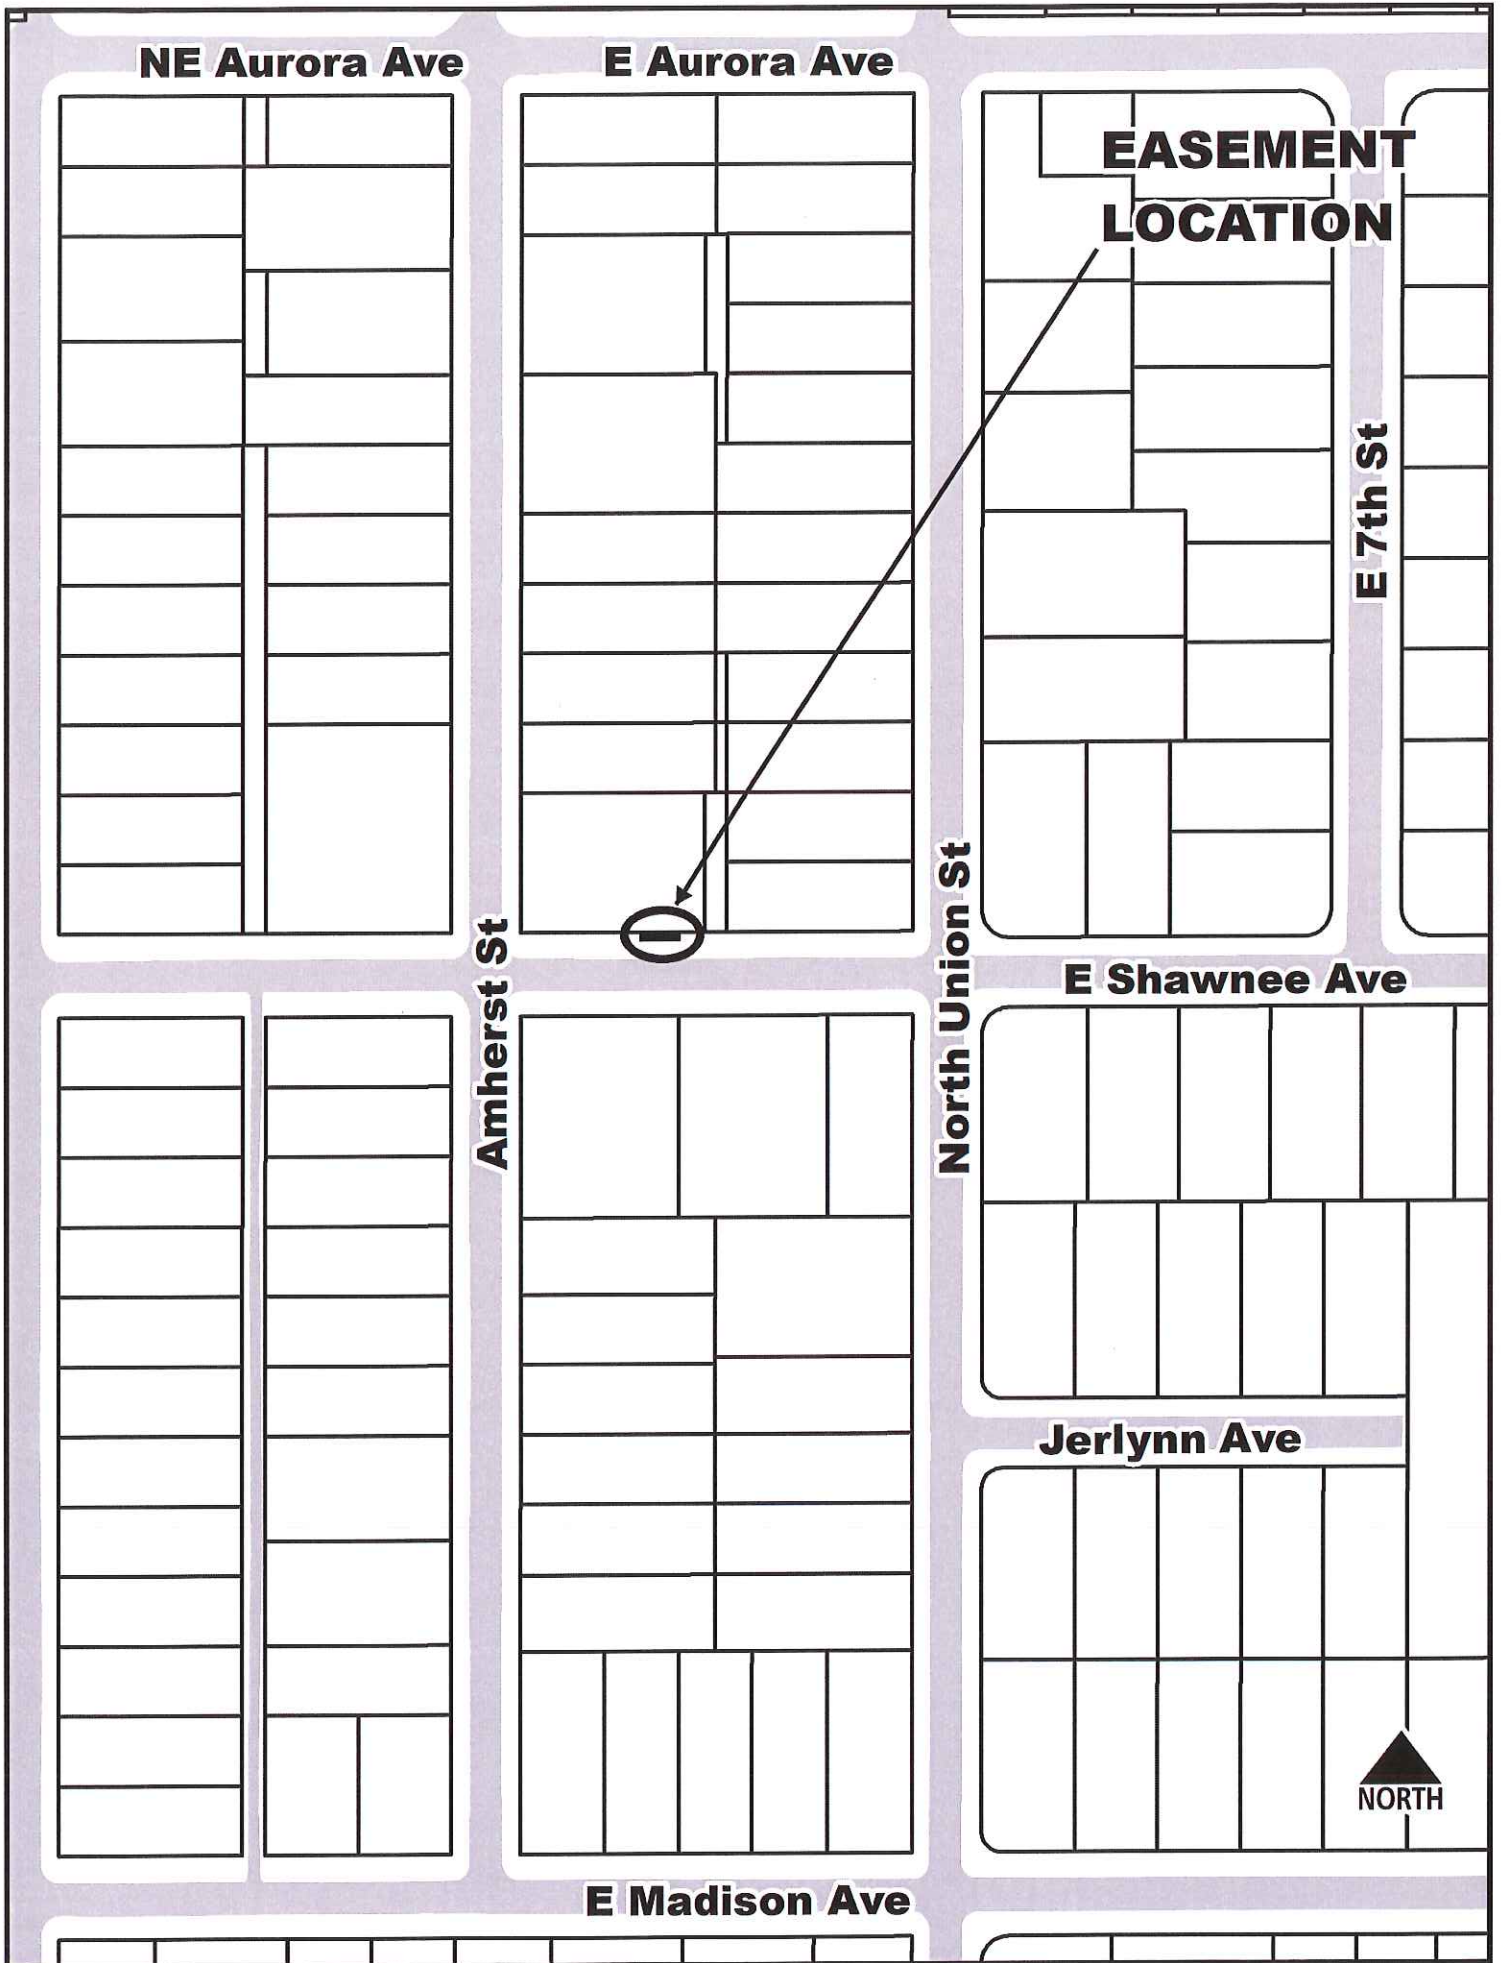 NE Aurora Ave
E Aurora Ave
EASEMENT
LOCATION
E 7th St
Amherst St
North Union St
E Shawnee Ave
Jerlynn Ave
NORTH
E Madison Ave